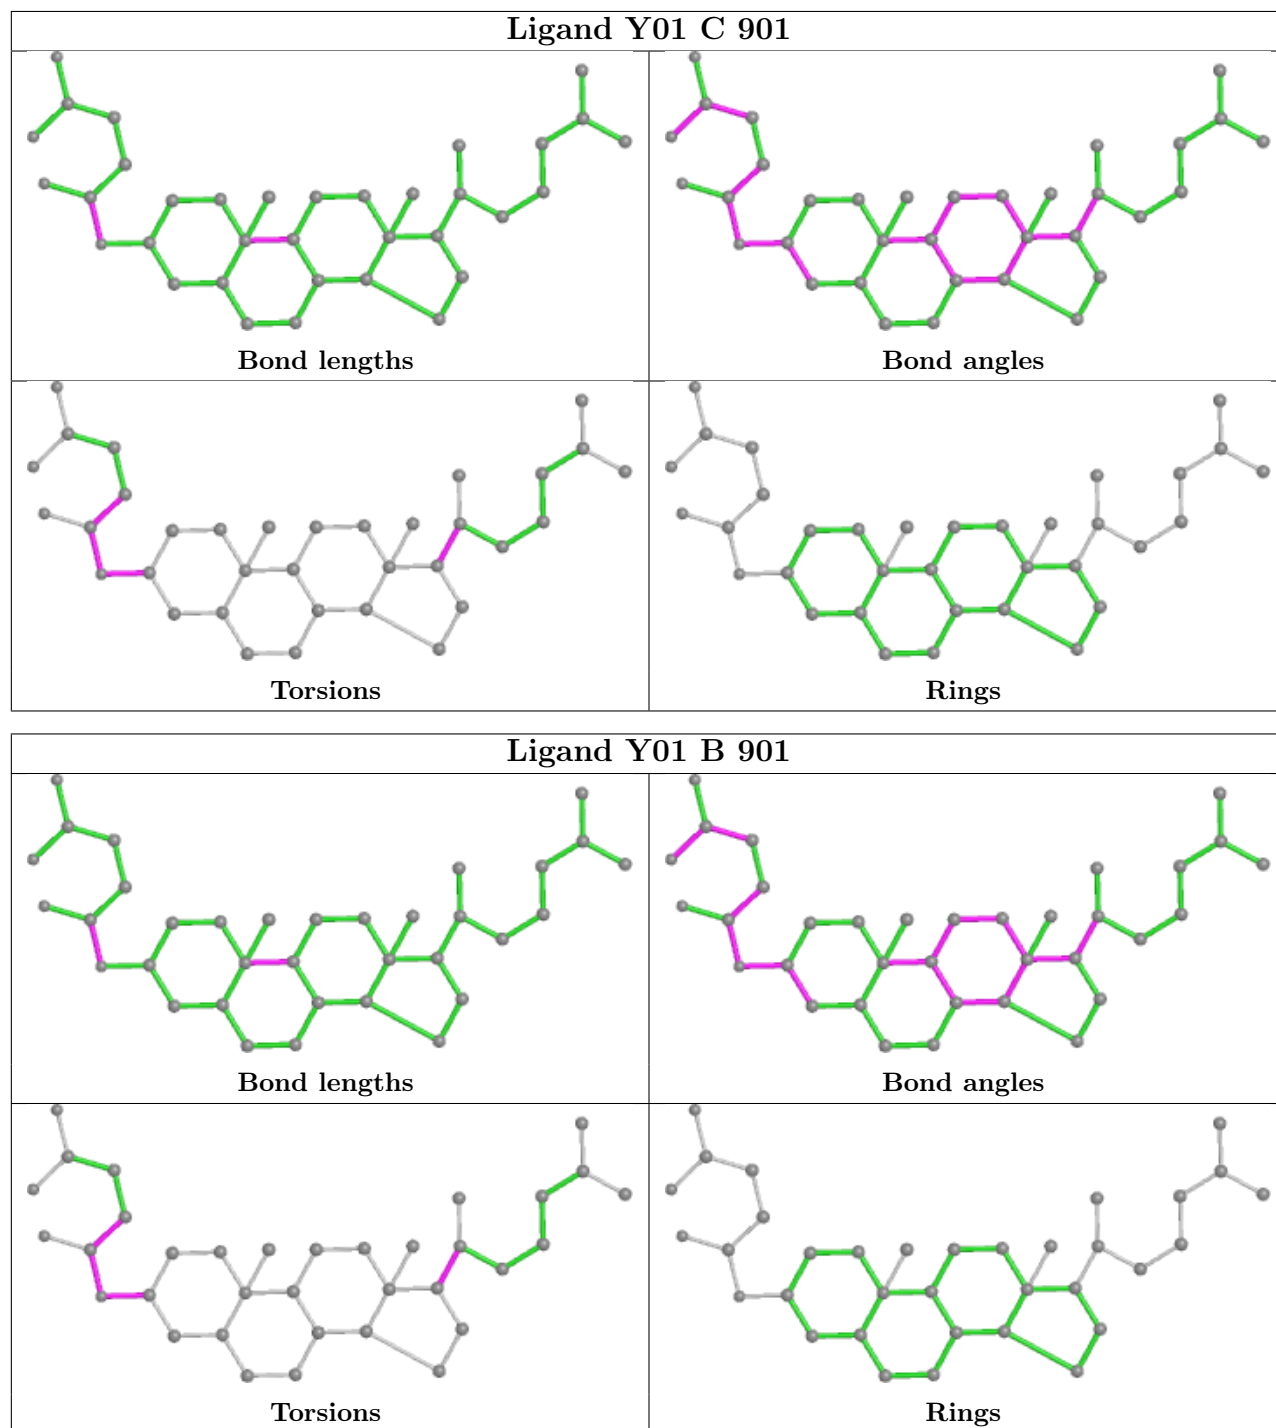 Ligand Y01 C 901
Bond lengths
Bond angles
Torsions
Rings
Ligand Y01 B 901
Bond lengths
Bond angles
Torsions
Rings